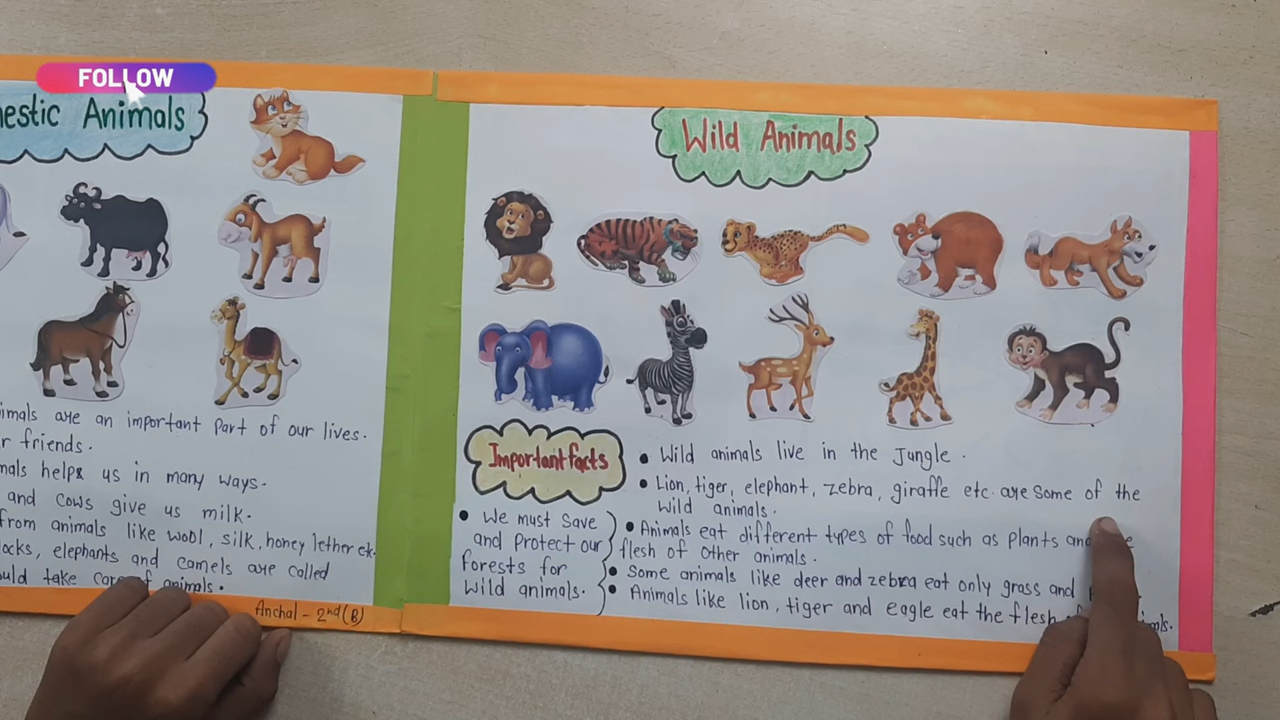 FOLLOW
nestic Animals
imals are an important part of our lives.
r friends.
nals helps us in many ways.
and cows give us milk.
from animals like wool, silk, honey lether etc.
ocks, elephants and camels are called
ould take care of animals.
Anchal - 2nd (B)
Wild Animals
Important facts
• We must save
and protect our
forests for
Wild animals.
• Wild animals live in the Jungle.
• Lion, tiger, elephant, zebra, giraffe etc. are some of the
Wild animals.
• Animals eat different types of food such as plants and
flesh of other animals.
• Some animals like deer and zebra eat only grass and
• Animals like lion, tiger and eagle eat the flesh